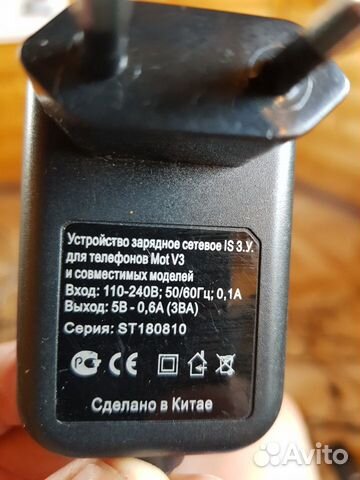 Устройство зарядное сетевое IS З.У.
для телефонов Mot V3
и совместимых моделей
Вход: 110-240В; 50/60Гц; 0,1А
Выход: 5В - 0,6А (3ВА)
Серия: ST180810
Сделано в Китае
Avito